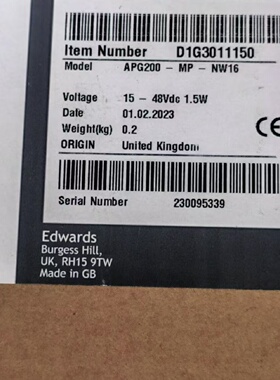 Item Number D1G3011150
Model APG200 - MP - NW16
Voltage 15 - 48Vdc 1.5W
Date 01.02.2023
Weight(kg) 0.2
ORIGIN United Kingdom
CE
Serial Number 230095339
Edwards
Burgess Hill,
UK, RH15 9TW
Made in GB